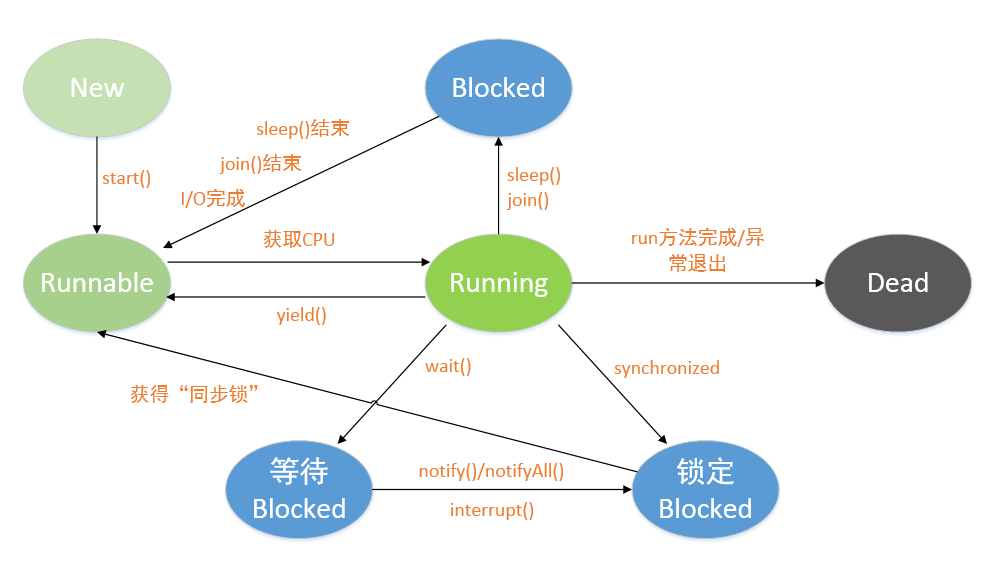 New
Blocked
sleep()结束
join()结束
I/O完成
start()
sleep()
join()
获取CPU
run方法完成/异
常退出
Runnable
Running
Dead
yield()
wait()
synchronized
获得“同步锁”
等待
Blocked
notify()/notifyAll()
interrupt()
锁定
Blocked